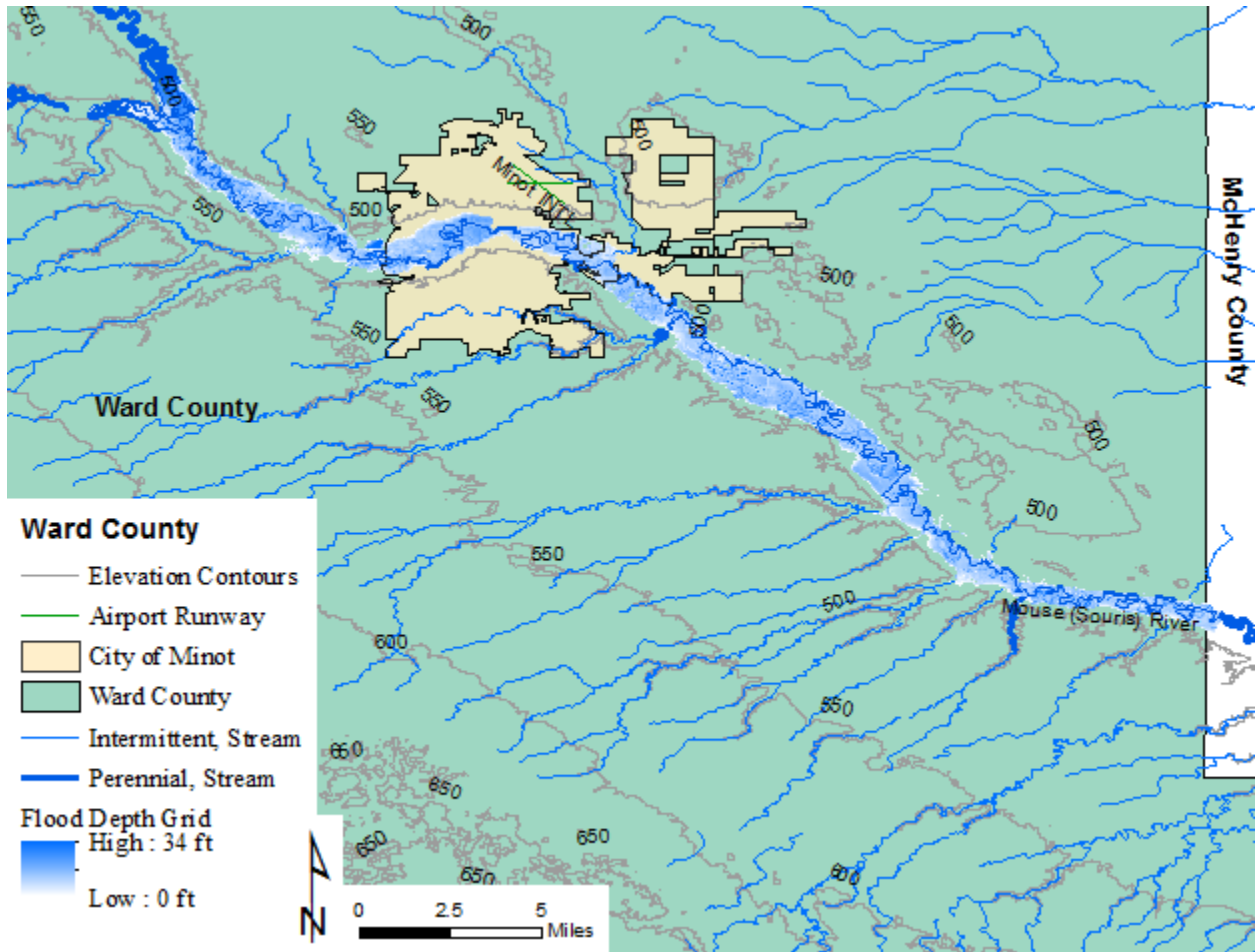 550
500
500
550
600
Minot INT'L
550
500
McHenry County
500
500
500
550
550
Ward County
600
500
550
500
Mouse (Souris) River
600
550
650
650
650
650
650
600
Ward County
Elevation Contours
Airport Runway
City of Minot
Ward County
Intermittent, Stream
Perennial, Stream
Flood Depth Grid
High : 34 ft
Low : 0 ft
N
0 2.5 5
Miles